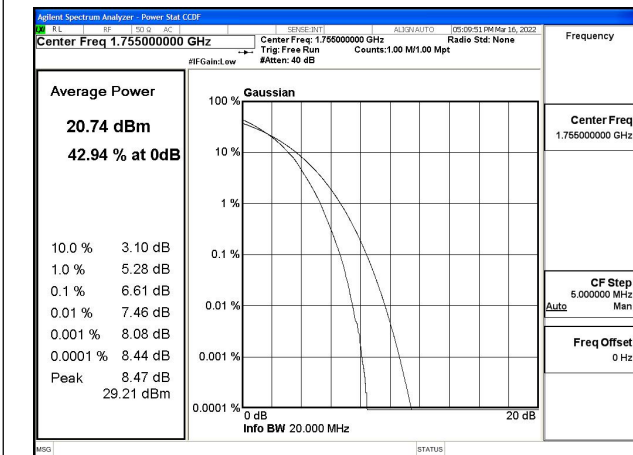 Agilent Spectrum Analyzer - Power Stat CCDF
RL RF 50 Ω AC SENSE:INT ALIGNAUTO 05:09:51 PM Mar 16, 2022
Center Freq 1.755000000 GHz
Center Freq: 1.755000000 GHz Radio Std: None
Trig: Free Run Counts:1.00 M/1.00 Mpt
#IFGain:Low #Atten: 40 dB
Frequency
Average Power
20.74 dBm
42.94 % at 0dB
10.0 % 3.10 dB
1.0 % 5.28 dB
0.1 % 6.61 dB
0.01 % 7.46 dB
0.001 % 8.08 dB
0.0001 % 8.44 dB
Peak 8.47 dB
29.21 dBm
Gaussian
100 %
10 %
1 %
0.1 %
0.01 %
0.001 %
0.0001 %
0 dB 20 dB
Info BW 20.000 MHz
Center Freq
1.755000000 GHz
CF Step
5.000000 MHz
Auto Man
Freq Offset
0 Hz
MSG STATUS